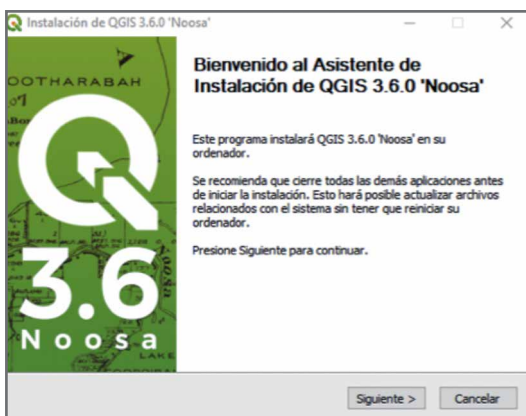 Instalación de QGIS 3.6.0 'Noosa'
OOTHARABAH
Bienvenido al Asistente de
Instalación de QGIS 3.6.0 'Noosa'
Este programa instalará QGIS 3.6.0 'Noosa' en su
ordenador.
Se recomienda que cierre todas las demás aplicaciones antes
de iniciar la instalación. Esto hará posible actualizar archivos
relacionados con el sistema sin tener que reiniciar su
ordenador.
Presione Siguiente para continuar.
3.6
Noosa
LAKE
Siguiente >
Cancelar